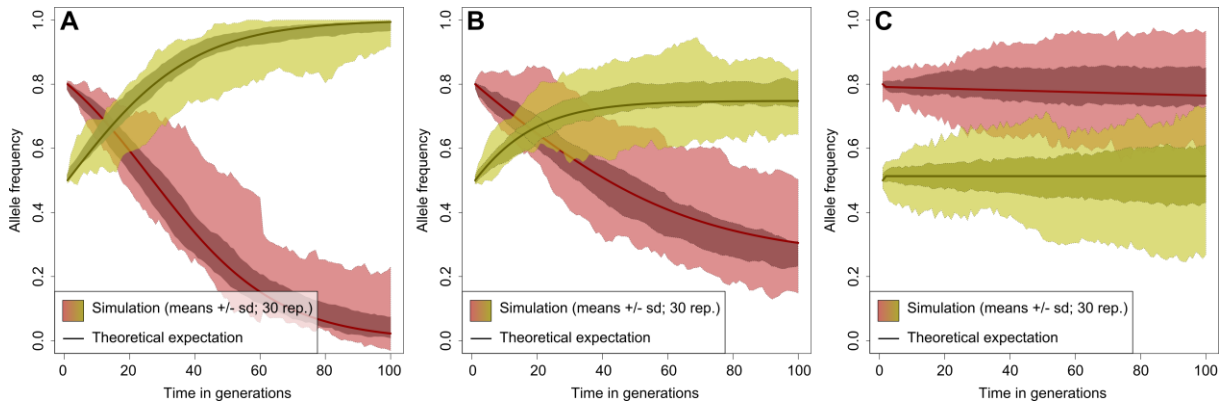 A
1.0
0.8
0.6
0.4
0.2
0.0
Allele frequency
Simulation (means +/- sd; 30 rep.)
Theoretical expectation
0 20 40 60 80 100
Time in generations
B
1.0
0.8
0.6
0.4
0.2
0.0
Allele frequency
Simulation (means +/- sd; 30 rep.)
Theoretical expectation
0 20 40 60 80 100
Time in generations
C
1.0
0.8
0.6
0.4
0.2
0.0
Allele frequency
Simulation (means +/- sd; 30 rep.)
Theoretical expectation
0 20 40 60 80 100
Time in generations